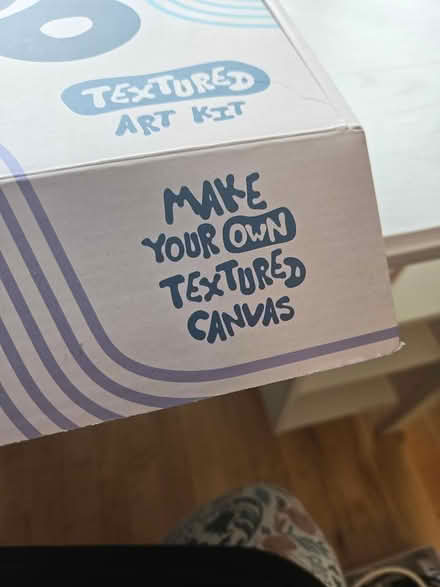 TEXTURED
ART KIT
MAKE
YOUR OWN
TEXTURED
CANVAS